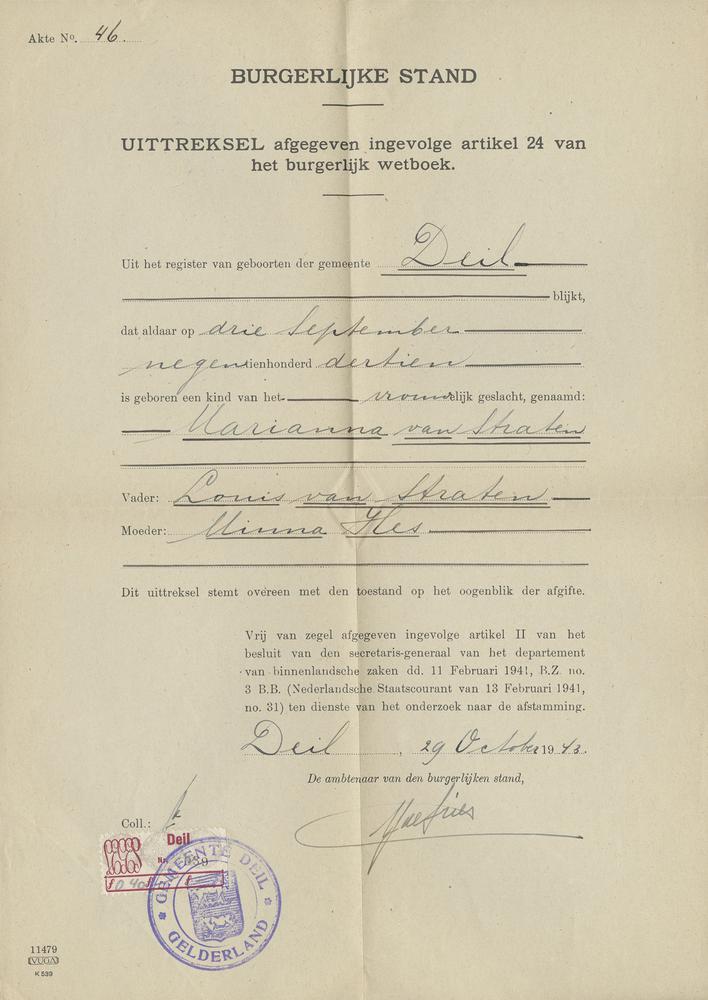 Akte Nº. 46.
BURGERLIJKE STAND
UITTREKSEL afgegeven ingevolge artikel 24 van
het burgerlijk wetboek.
Uit het register van geboorten der gemeente Deil
blijkt,
dat aldaar op drie September
negentienhonderd dertien
is geboren een kind van het vrouwelijk geslacht, genaamd:
Marianna van Straten
Vader: Louis van Straten
Moeder: Minna Hes
Dit uittreksel stemt overeen met den toestand op het oogenblik der afgifte.
Vrij van zegel afgegeven ingevolge artikel II van het
besluit van den secretaris-generaal van het departement
van binnenlandsche zaken dd. 11 Februari 1941, B.Z. no.
3 B.B. (Nederlandsche Staatscourant van 13 Februari 1941,
no. 31) ten dienste van het onderzoek naar de afstamming.
Deil, 29 October 1943.
De ambtenaar van den burgerlijken stand,
Coll.:
Deil
Nr.
GEMEENTE DEIL
GELDERLAND
11479
VUGA
K 539